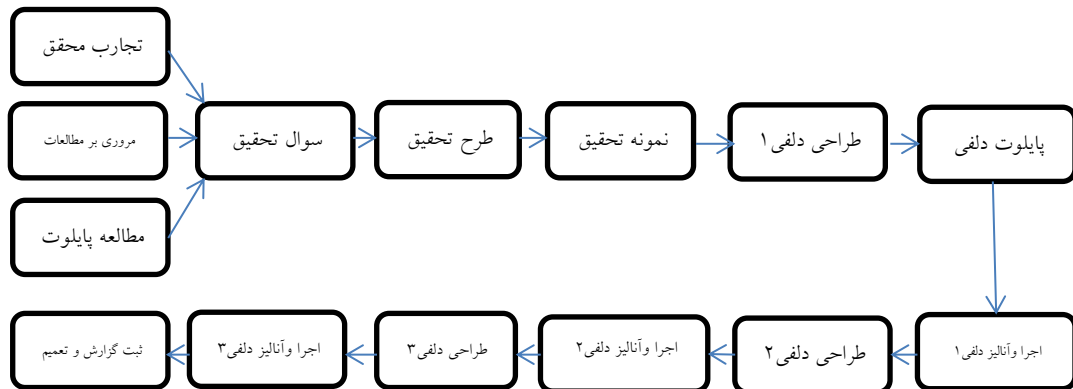 تجارب محقق
مروری بر مطالعات
مطالعه پایلوت
سوال تحقیق
طرح تحقیق
نمونه تحقیق
طراحی دلفی۱
پایلوت دلفی
اجرا وآنالیز دلفی۱
طراحی دلفی۲
اجرا وآنالیز دلفی۲
طراحی دلفی۳
اجرا وآنالیز دلفی۳
ثبت گزارش و تعمیم